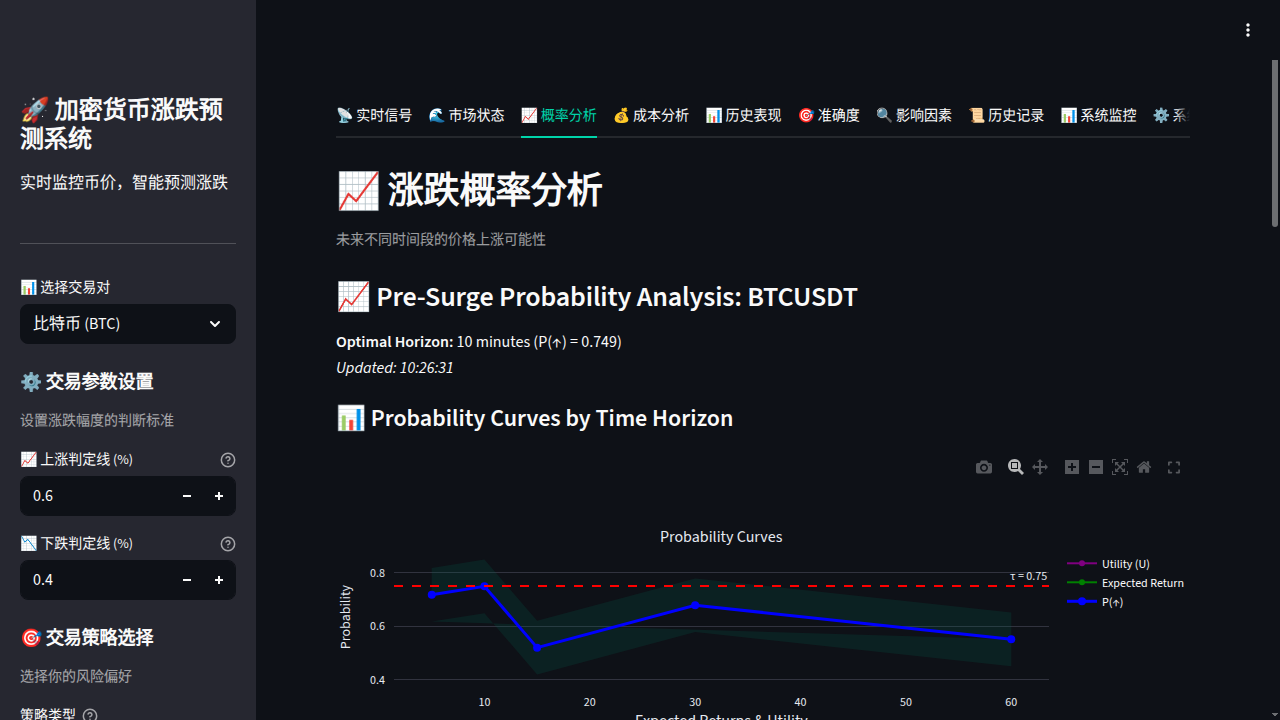 🚀 加密货币涨跌预
测系统
实时监控币价，智能预测涨跌
📊 选择交易对
比特币 (BTC)
⚙️ 交易参数设置
设置涨跌幅度的判断标准
📈 上涨判定线 (%)
0.6
📉 下跌判定线 (%)
0.4
🎯 交易策略选择
选择你的风险偏好
策略类型
📡 实时信号 🌊 市场状态 📈 概率分析 💰 成本分析 📊 历史表现 🎯 准确度 🔍 影响因素 📜 历史记录 📊 系统监控 ⚙️ 系
📈 涨跌概率分析
未来不同时间段的价格上涨可能性
📈 Pre-Surge Probability Analysis: BTCUSDT
Optimal Horizon: 10 minutes (P(↑) = 0.749)
Updated: 10:26:31
📊 Probability Curves by Time Horizon
Probability Curves
τ = 0.75
Utility (U)
Expected Return
P(↑)
Probability
0.8
0.6
0.4
10 20 30 40 50 60
Expected Returns & Utility